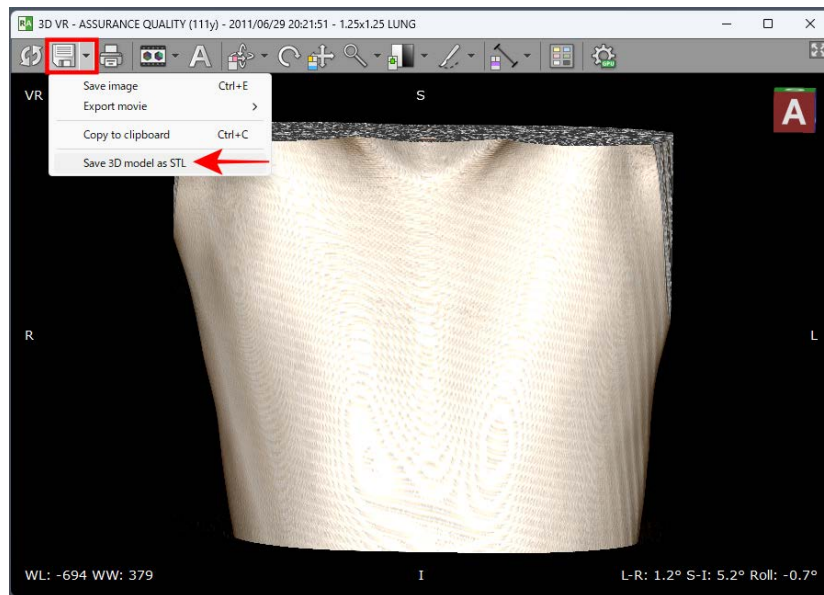 RA 3D VR - ASSURANCE QUALITY (111y) - 2011/06/29 20:21:51 - 1.25x1.25 LUNG
A
Save image Ctrl+E
Export movie
Copy to clipboard Ctrl+C
Save 3D model as STL
VR
S
A
R
L
WL: -694 WW: 379
I
L-R: 1.2° S-I: 5.2° Roll: -0.7°